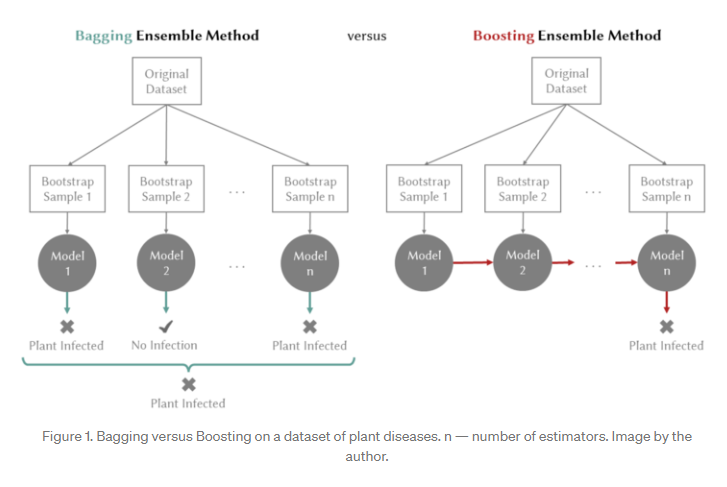 Bagging Ensemble Method versus Boosting Ensemble Method
Original
Dataset
Original
Dataset
Bootstrap
Sample 1
Bootstrap
Sample 2
...
Bootstrap
Sample n
Bootstrap
Sample 1
Bootstrap
Sample 2
...
Bootstrap
Sample n
Model
1
Model
2
...
Model
n
Model
1
Model
2
...
Model
n
Plant Infected
No Infection
Plant Infected
Plant Infected
Plant Infected
Figure 1. Bagging versus Boosting on a dataset of plant diseases. n — number of estimators. Image by the
author.